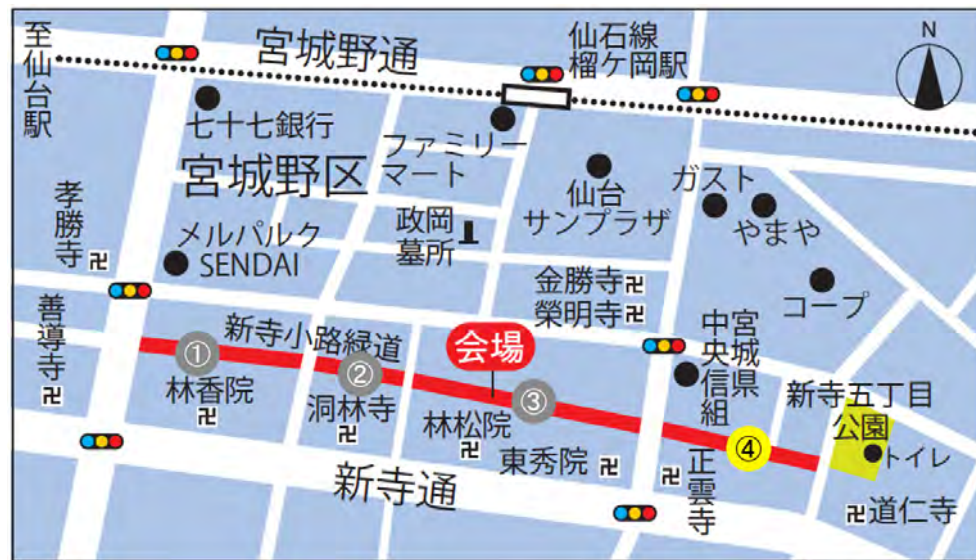 至仙台駅
宮城野通
仙石線
榴ケ岡駅
N
七十七銀行
ファミリー
マート
宮城野区
仙台
サンプラザ
ガスト
やまや
孝勝寺
メルパルク
SENDAI
政岡
墓所
金勝寺
榮明寺
コープ
善導寺
新寺小路緑道
会場
宮城県
中央信組
新寺五丁目
公園
トイレ
①
林香院
②
洞林寺
林松院
③
東秀院
④
正雲寺
道仁寺
新寺通